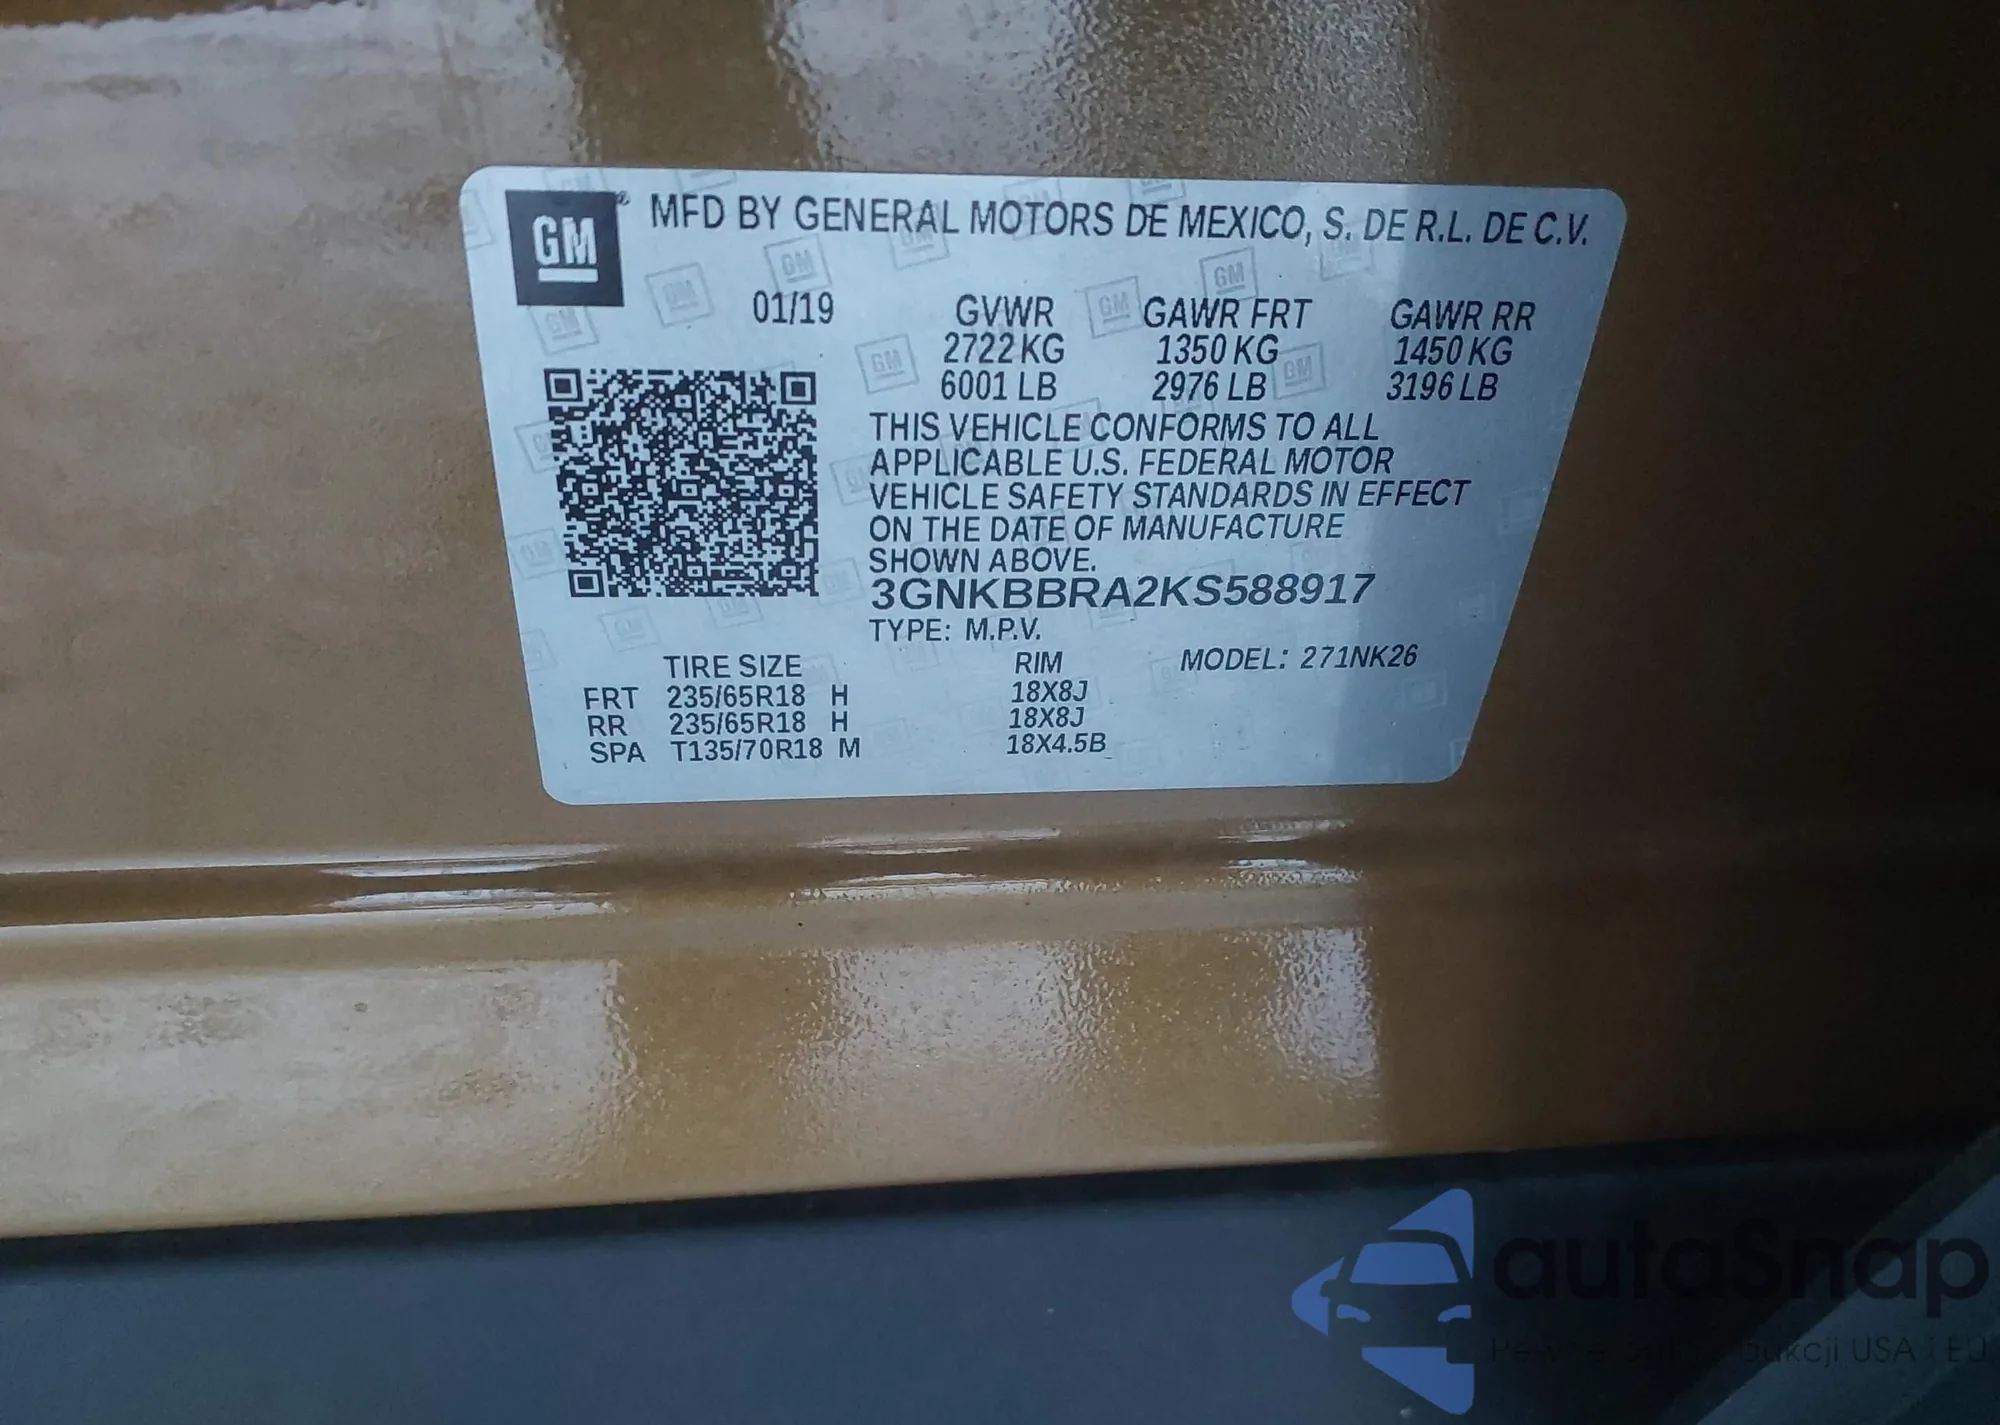 GM
MFD BY GENERAL MOTORS DE MEXICO, S. DE R.L. DE C.V.
01/19 GVWR GAWR FRT GAWR RR
2722 KG 1350 KG 1450 KG
6001 LB 2976 LB 3196 LB
THIS VEHICLE CONFORMS TO ALL
APPLICABLE U.S. FEDERAL MOTOR
VEHICLE SAFETY STANDARDS IN EFFECT
ON THE DATE OF MANUFACTURE
SHOWN ABOVE.
3GNKBBRA2KS588917
TYPE: M.P.V.
TIRE SIZE RIM MODEL: 271NK26
FRT 235/65R18 H 18X8J
RR 235/65R18 H 18X8J
SPA T135/70R18 M 18X4.5B
autaSnap
USA i EU